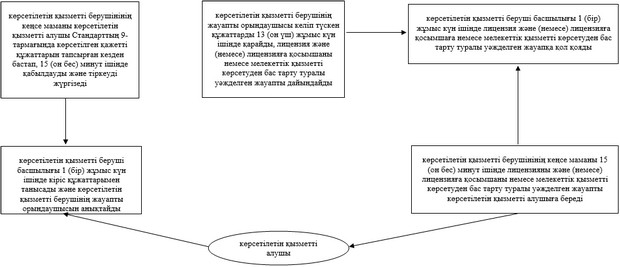 көрсетілетін қызметті берушінінің
кеңсе маманы көрсетілетін
қызметті алушы Стандарттың 9-
тармағында көрсетілген қажетті
құжаттарын тапсырған кезден
бастап, 15 (он бес) минут ішінде
қабылдауды және тіркеуді
жүргізеді
көрсетілетін қызметті берушінің
жауапты орындаушысы келіп түскен
құжаттарды 13 (он үш) жұмыс күн
ішінде қарайды, лицензия және
(немесе) лицензияға қосымшаны
немесе мелекеттік қызметті
көрсетуден бас тарту туралы
уәжделген жауапты дайындайды
көрсетілетін қызметті беруші басшылығы 1 (бір)
жұмыс күн ішінде лицензия және (немесе) лицензияға
қосымшаға немесе мелекеттік қызметті көрсетуден бас
тарту туралы уәжделген жауапқа қол қояды
көрсетілетін қызметті беруші
басшылығы 1 (бір) жұмыс күн
ішінде кіріс құжаттарымен
танысады және көрсетілетін
қызметті берушінің жауапты
орындаушысын анықтайды
көрсетілетін қызметті берушінінің кеңсе маманы 15
(он бес) минут ішінде лицензияны және (немесе)
лицензияға қосымшаны немесе мелекеттік қызметті
көрсетуден бас тарту туралы уәжделген жауапты
көрсетілетін қызметті алушыға береді
көрсетілетін қызметті
алушы